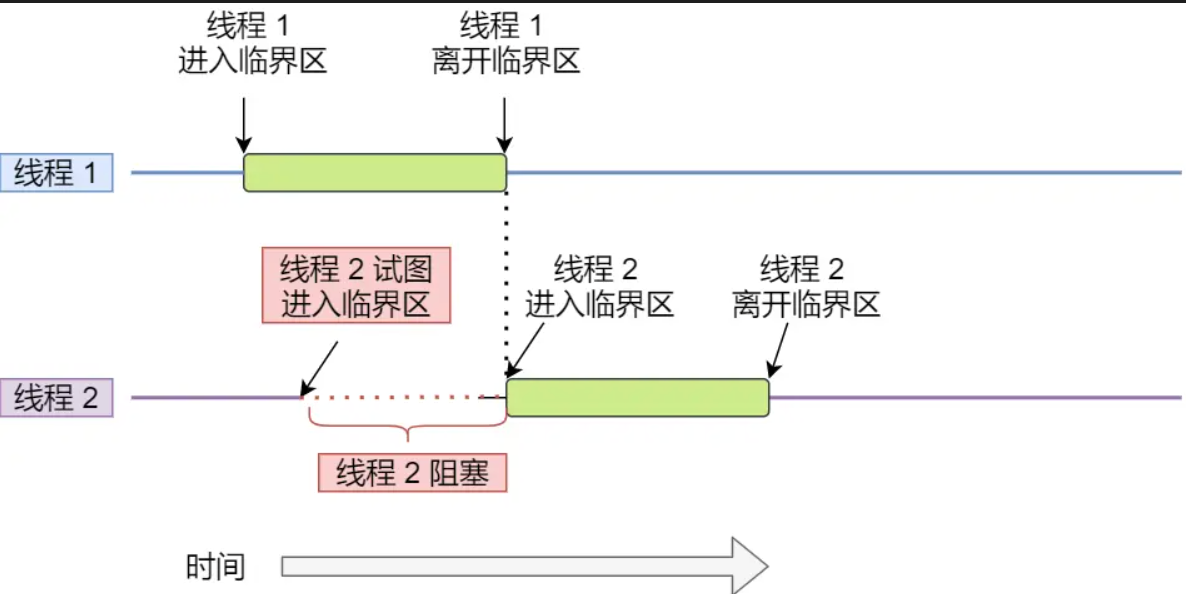 线程 1
进入临界区
线程 1
离开临界区
线程 1
线程 2 试图
进入临界区
线程 2
进入临界区
线程 2
离开临界区
线程 2
线程 2 阻塞
时间